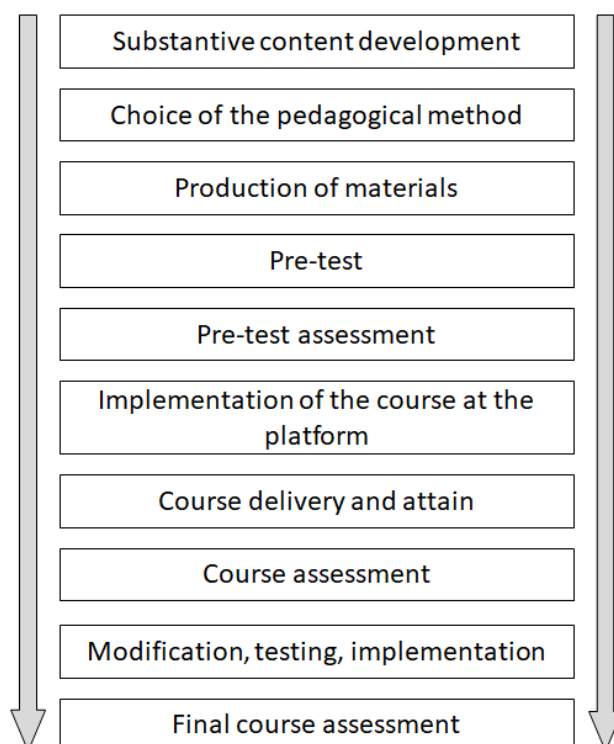 Substantive content development
Choice of the pedagogical method
Production of materials
Pre-test
Pre-test assessment
Implementation of the course at the
platform
Course delivery and attain
Course assessment
Modification, testing, implementation
Final course assessment